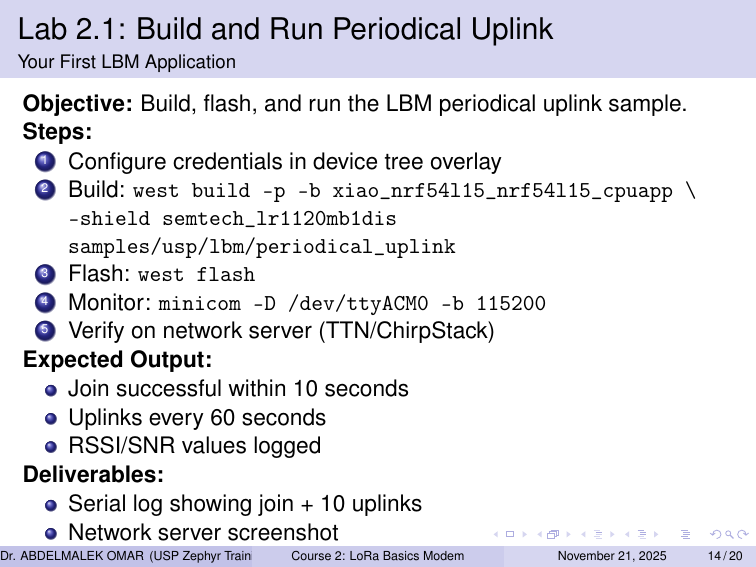 Lab 2.1: Build and Run Periodical Uplink
Your First LBM Application
Objective: Build, flash, and run the LBM periodical uplink sample.
Steps:
1 Configure credentials in device tree overlay
2 Build: west build -p -b xiao_nrf54l15_nrf54l15_cpuapp \
-shield semtech_lr1120mb1dis
samples/usp/lbm/periodical_uplink
3 Flash: west flash
4 Monitor: minicom -D /dev/ttyACM0 -b 115200
5 Verify on network server (TTN/ChirpStack)
Expected Output:
Join successful within 10 seconds
Uplinks every 60 seconds
RSSI/SNR values logged
Deliverables:
Serial log showing join + 10 uplinks
Network server screenshot
Dr. ABDELMALEK OMAR (USP Zephyr Train Course 2: LoRa Basics Modem November 21, 2025 14 / 20